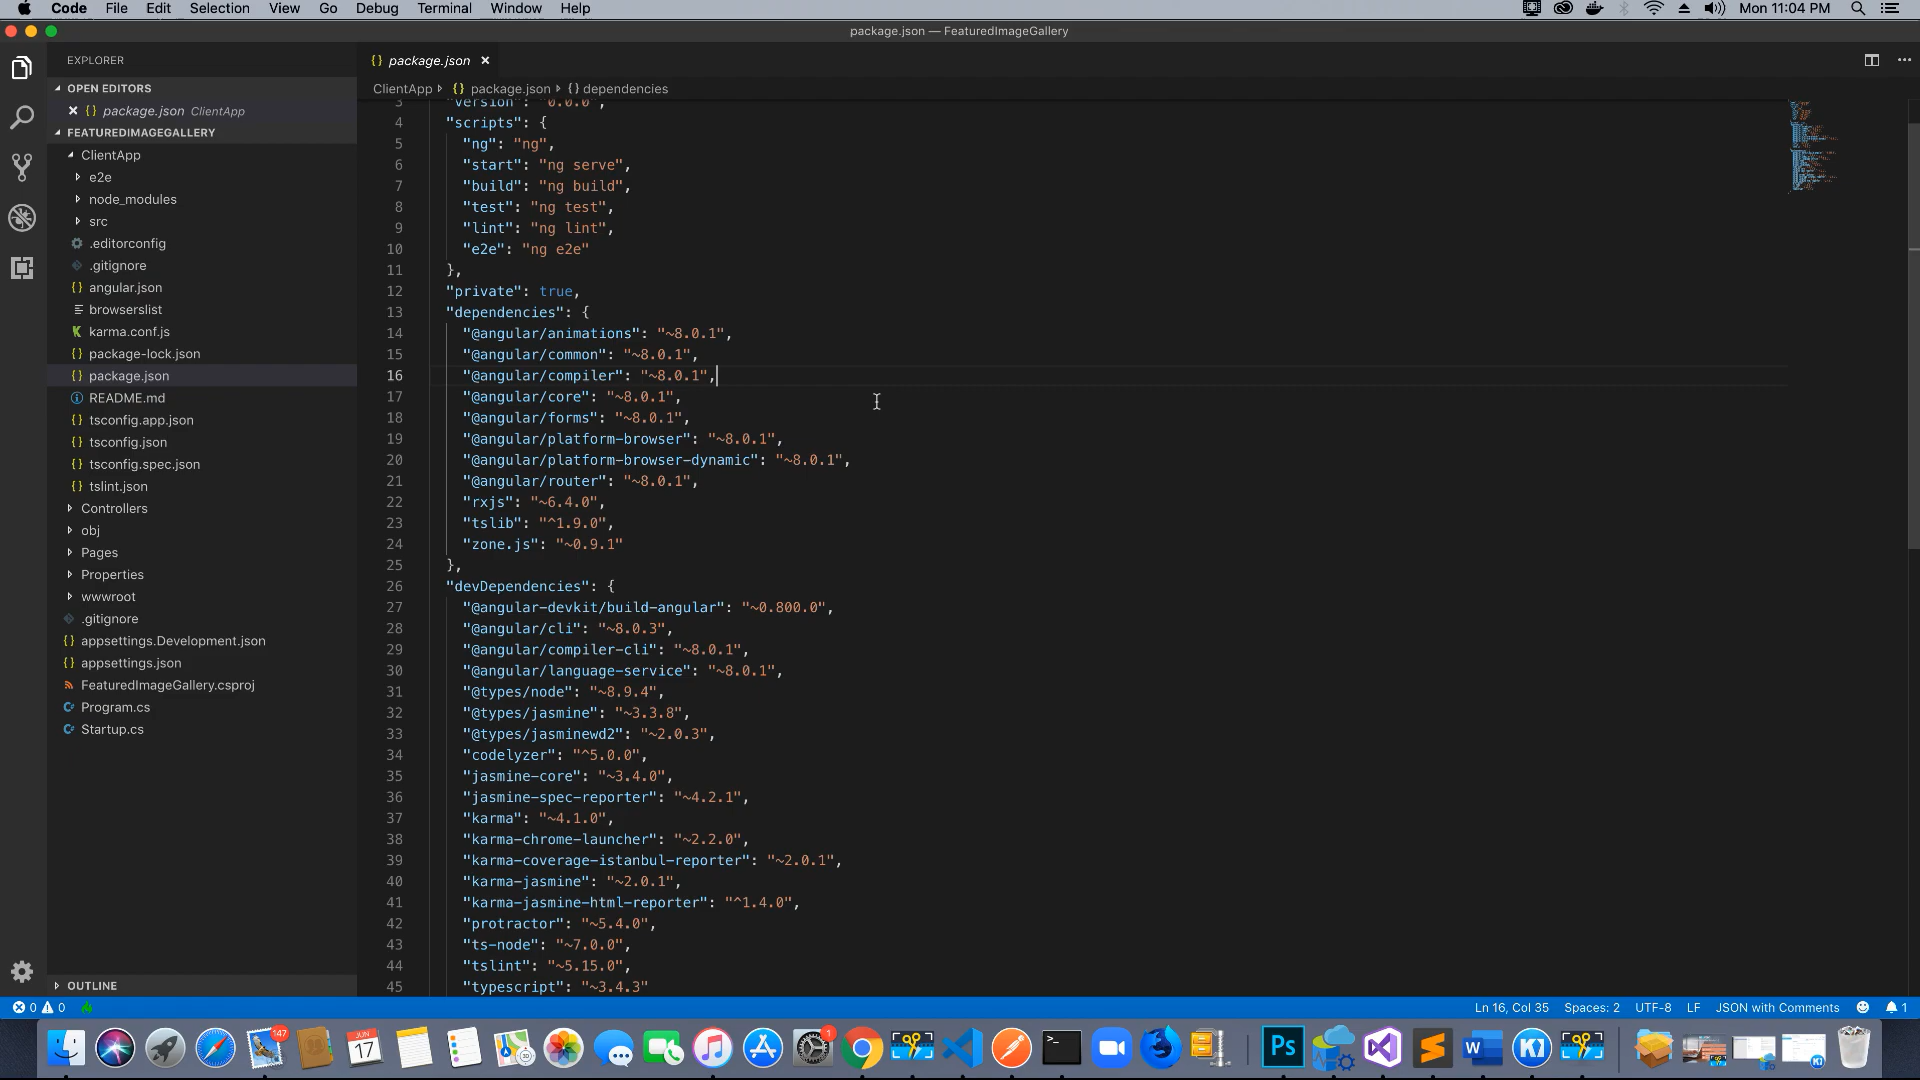 Code File Edit Selection View Go Debug Terminal Window Help
Mon 11:04 PM
package.json — FeaturedImageGallery
EXPLORER
OPEN EDITORS
{} package.json ClientApp
FEATUREDIMAGEGALLERY
ClientApp
e2e
node_modules
src
.editorconfig
.gitignore
{} angular.json
browserslist
karma.conf.js
{} package-lock.json
{} package.json
README.md
{} tsconfig.app.json
{} tsconfig.json
{} tsconfig.spec.json
{} tslint.json
Controllers
obj
Pages
Properties
wwwroot
.gitignore
{} appsettings.Development.json
{} appsettings.json
FeaturedImageGallery.csproj
Program.cs
Startup.cs
OUTLINE
{} package.json
ClientApp {} package.json {} dependencies
3 "version": "0.0.0",
4 "scripts": {
5 "ng": "ng",
6 "start": "ng serve",
7 "build": "ng build",
8 "test": "ng test",
9 "lint": "ng lint",
10 "e2e": "ng e2e"
11 },
12 "private": true,
13 "dependencies": {
14 "@angular/animations": "~8.0.1",
15 "@angular/common": "~8.0.1",
16 "@angular/compiler": "~8.0.1",
17 "@angular/core": "~8.0.1",
18 "@angular/forms": "~8.0.1",
19 "@angular/platform-browser": "~8.0.1",
20 "@angular/platform-browser-dynamic": "~8.0.1",
21 "@angular/router": "~8.0.1",
22 "rxjs": "~6.4.0",
23 "tslib": "^1.9.0",
24 "zone.js": "~0.9.1"
25 },
26 "devDependencies": {
27 "@angular-devkit/build-angular": "~0.800.0",
28 "@angular/cli": "~8.0.3",
29 "@angular/compiler-cli": "~8.0.1",
30 "@angular/language-service": "~8.0.1",
31 "@types/node": "~8.9.4",
32 "@types/jasmine": "~3.3.8",
33 "@types/jasminewd2": "~2.0.3",
34 "codelyzer": "^5.0.0",
35 "jasmine-core": "~3.4.0",
36 "jasmine-spec-reporter": "~4.2.1",
37 "karma": "~4.1.0",
38 "karma-chrome-launcher": "~2.2.0",
39 "karma-coverage-istanbul-reporter": "~2.0.1",
40 "karma-jasmine": "~2.0.1",
41 "karma-jasmine-html-reporter": "^1.4.0",
42 "protractor": "~5.4.0",
43 "ts-node": "~7.0.0",
44 "tslint": "~5.15.0",
45 "typescript": "~3.4.3"
0 0
Ln 16, Col 35 Spaces: 2 UTF-8 LF JSON with Comments 1
147
JUN
17
1
Ps
W
KI